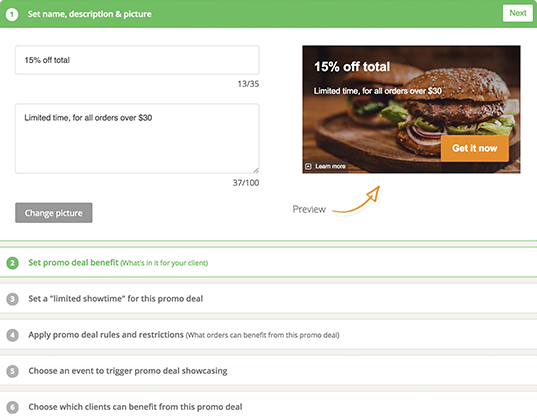 1 Set name, description & picture
Next
15% off total
13/35
Limited time, for all orders over $30
37/100
Change picture
15% off total
Limited time, for all orders over $30
Get it now
Learn more
Preview
2 Set promo deal benefit (What's in it for your client)
3 Set a "limited showtime" for this promo deal
4 Apply promo deal rules and restrictions (What orders can benefit from this promo deal)
5 Choose an event to trigger promo deal showcasing
6 Choose which clients can benefit from this promo deal